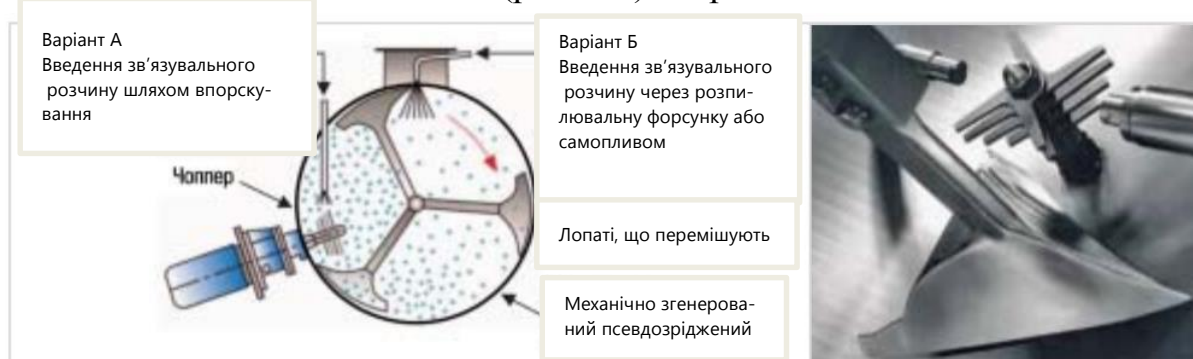 Варіант А
Введення зв’язувального
розчину шляхом впорску-
вання
Чоппер
Варіант Б
Введення зв’язувального
розчину через розпи-
лювальну форсунку або
самопливом
Лопаті, що перемішують
Механічно згенерова-
ний псевдозріджений